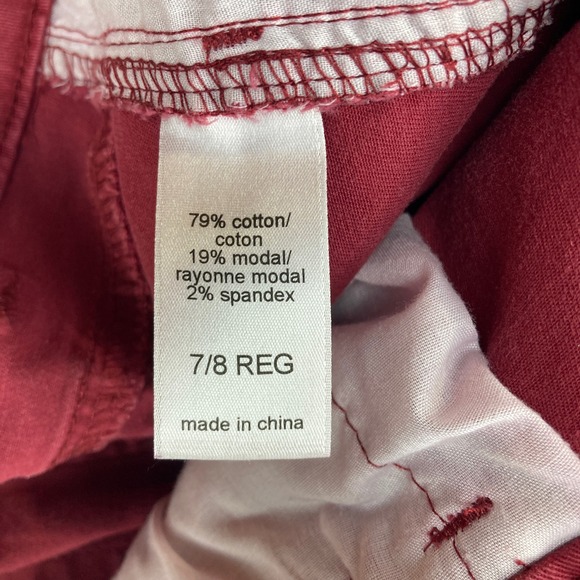 79% cotton/
coton
19% modal/
rayonne modal
2% spandex
7/8 REG
made in china